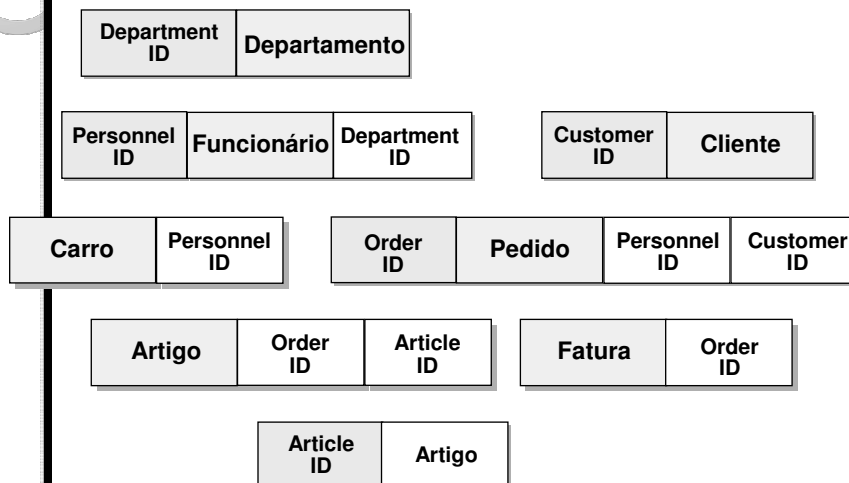 Department
ID
Departamento
Personnel
ID
Funcionário
Department
ID
Customer
ID
Cliente
Carro
Personnel
ID
Order
ID
Pedido
Personnel
ID
Customer
ID
Artigo
Order
ID
Article
ID
Fatura
Order
ID
Article
ID
Artigo